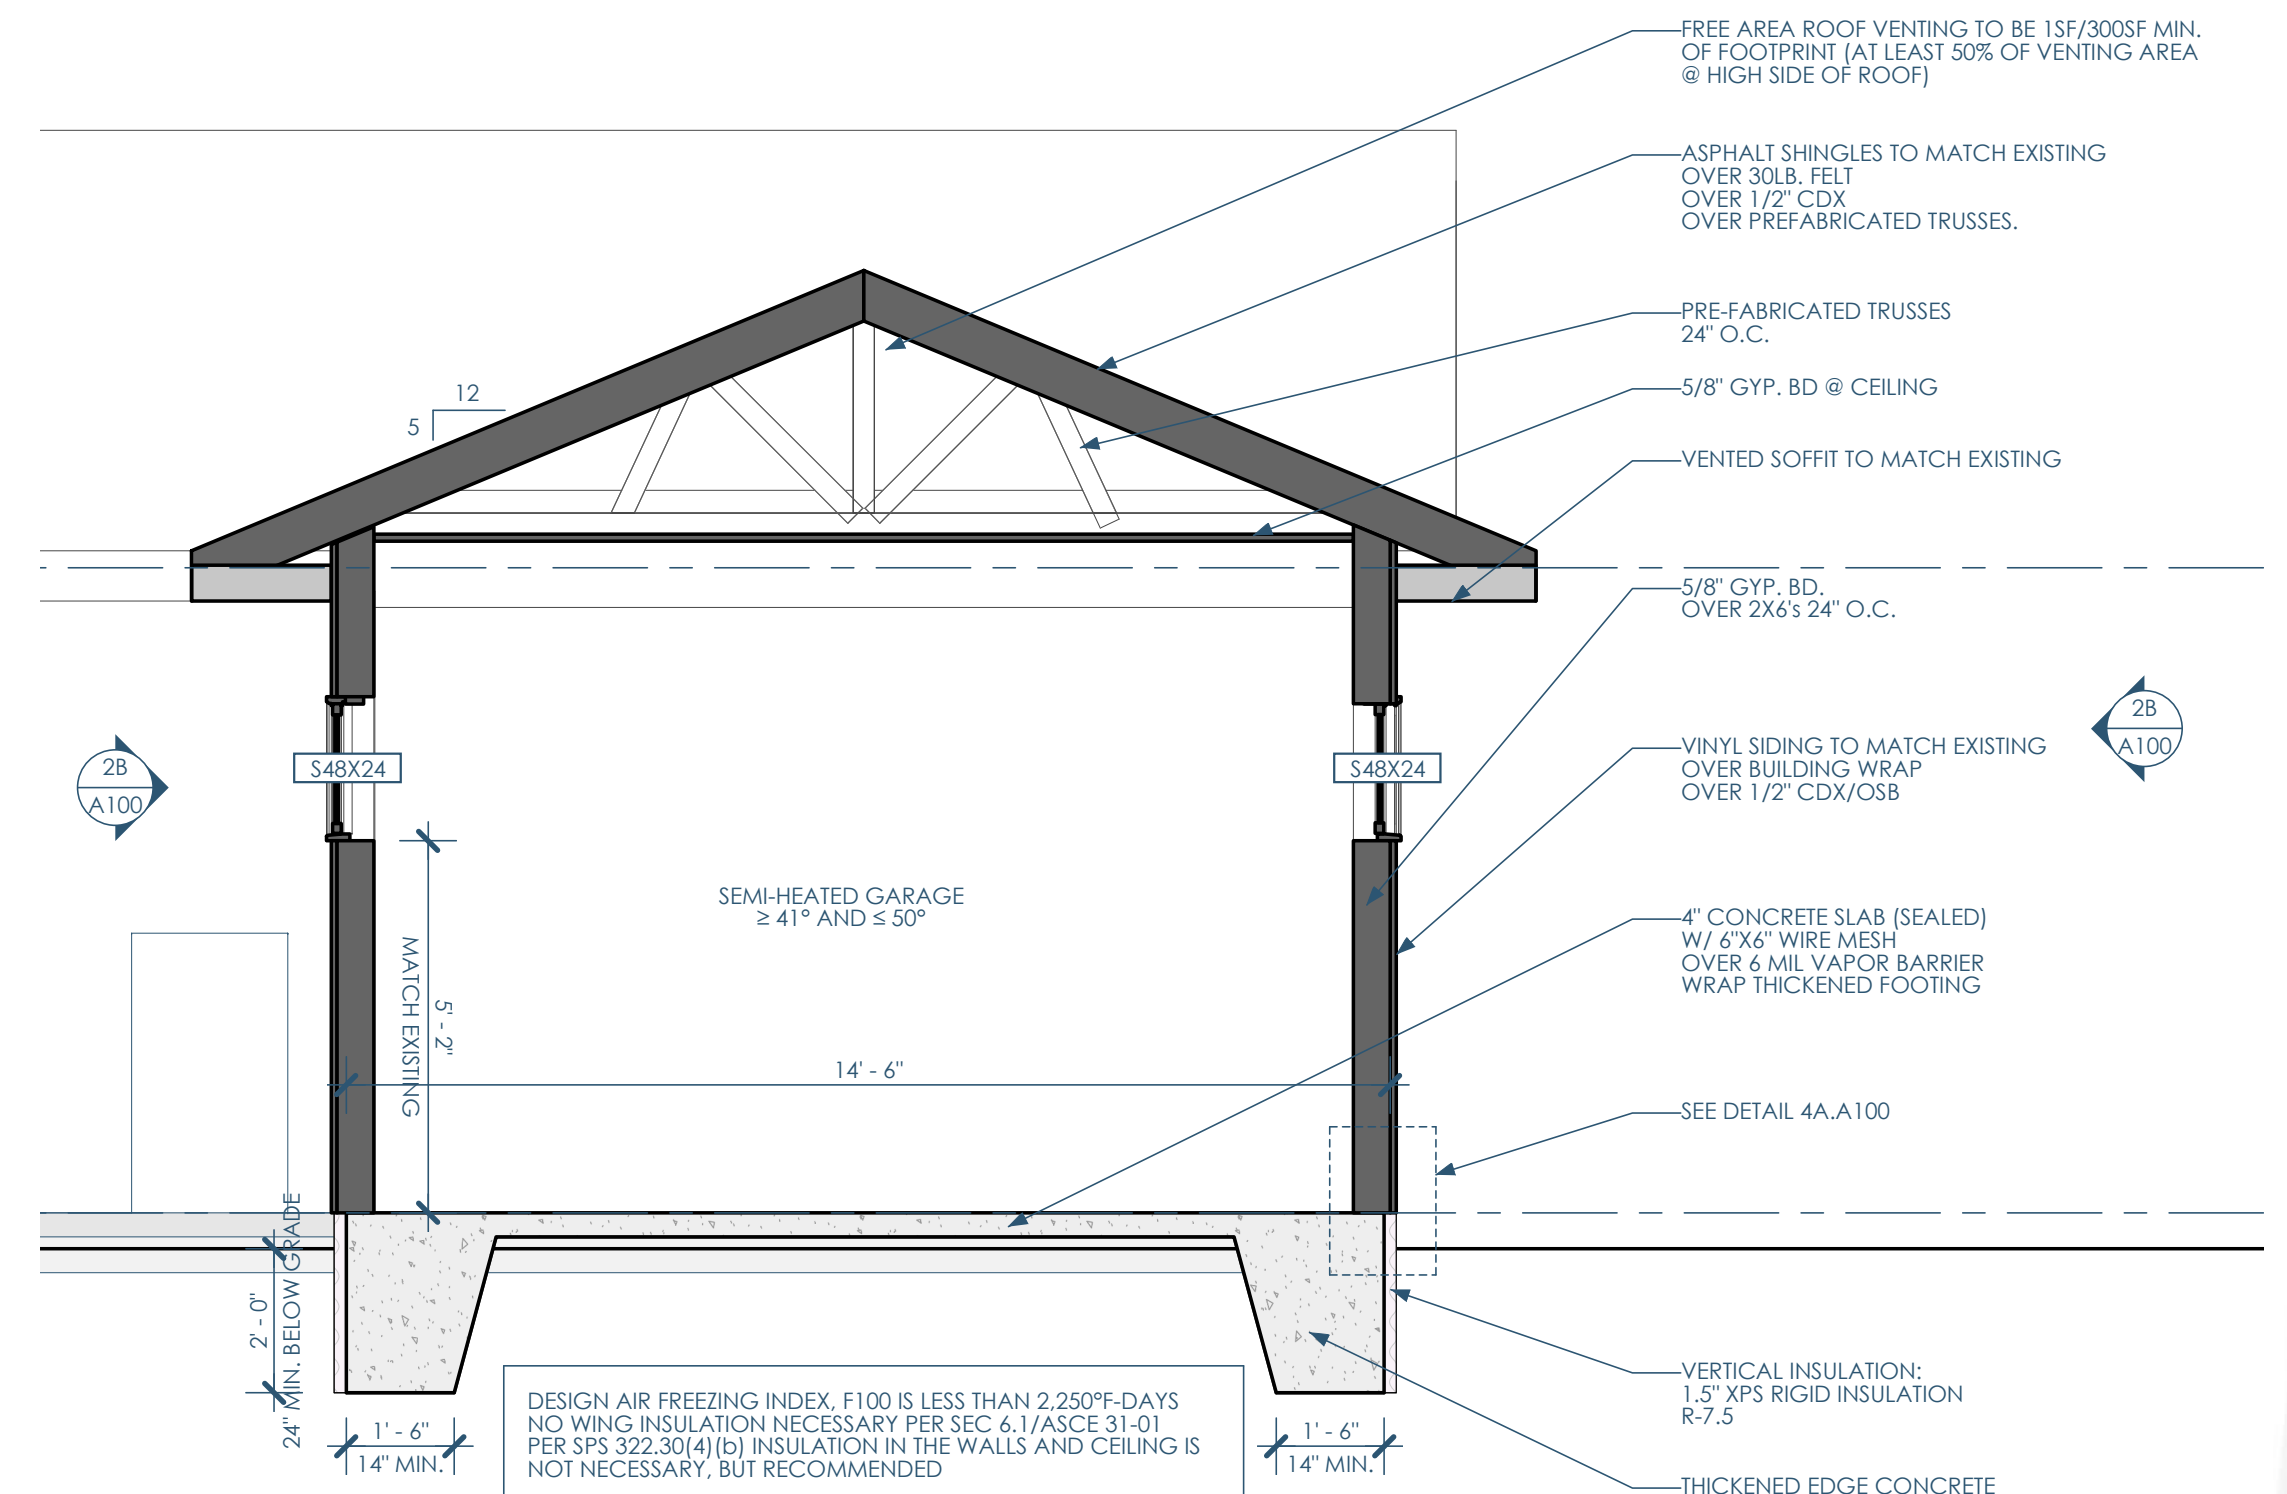 FREE AREA ROOF VENTING TO BE 1SF/300SF MIN.
OF FOOTPRINT (AT LEAST 50% OF VENTING AREA
@ HIGH SIDE OF ROOF)
ASPHALT SHINGLES TO MATCH EXISTING
OVER 30LB. FELT
OVER 1/2" CDX
OVER PREFABRICATED TRUSSES.
PRE-FABRICATED TRUSSES
24" O.C.
5/8" GYP. BD @ CEILING
12
5
VENTED SOFFIT TO MATCH EXISTING
5/8" GYP. BD.
OVER 2X6's 24" O.C.
2B
A100
S48X24
S48X24
2B
A100
VINYL SIDING TO MATCH EXISTING
OVER BUILDING WRAP
OVER 1/2" CDX/OSB
SEMI-HEATED GARAGE
≥ 41° AND ≤ 50°
4" CONCRETE SLAB (SEALED)
W/ 6"X6" WIRE MESH
OVER 6 MIL VAPOR BARRIER
WRAP THICKENED FOOTING
5' - 2"
MATCH EXISTING
14' - 6"
SEE DETAIL 4A.A100
2' - 0"
24" MIN. BELOW GRADE
VERTICAL INSULATION:
1.5" XPS RIGID INSULATION
R-7.5
DESIGN AIR FREEZING INDEX, F100 IS LESS THAN 2,250°F-DAYS
NO WING INSULATION NECESSARY PER SEC 6.1/ASCE 31-01
PER SPS 322.30(4)(b) INSULATION IN THE WALLS AND CEILING IS
NOT NECESSARY, BUT RECOMMENDED
1' - 6"
14" MIN.
1' - 6"
14" MIN.
THICKENED EDGE CONCRETE